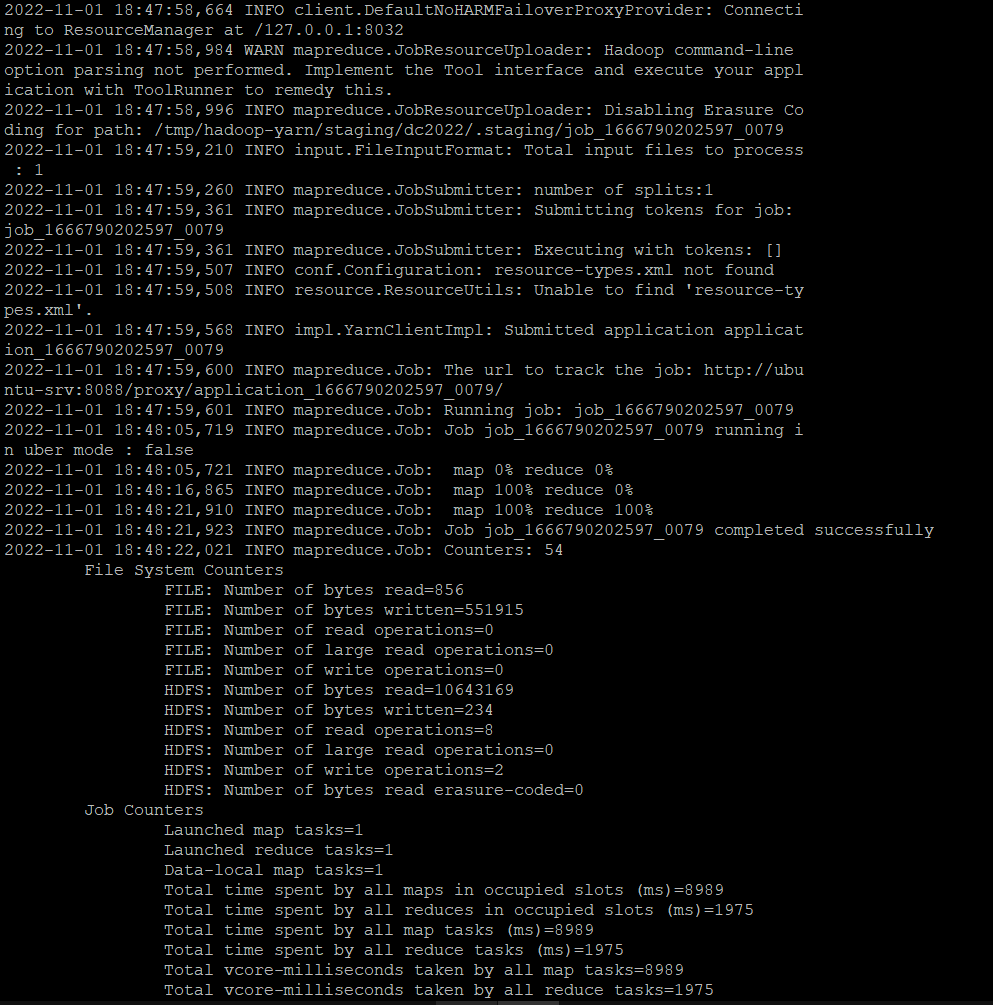 2022-11-01 18:47:58,664 INFO client.DefaultNoHARMFailoverProxyProvider: Connecti
ng to ResourceManager at /127.0.0.1:8032
2022-11-01 18:47:58,984 WARN mapreduce.JobResourceUploader: Hadoop command-line
option parsing not performed. Implement the Tool interface and execute your appl
ication with ToolRunner to remedy this.
2022-11-01 18:47:58,996 INFO mapreduce.JobResourceUploader: Disabling Erasure Co
ding for path: /tmp/hadoop-yarn/staging/dc2022/.staging/job_1666790202597_0079
2022-11-01 18:47:59,210 INFO input.FileInputFormat: Total input files to process
 : 1
2022-11-01 18:47:59,260 INFO mapreduce.JobSubmitter: number of splits:1
2022-11-01 18:47:59,361 INFO mapreduce.JobSubmitter: Submitting tokens for job:
job_1666790202597_0079
2022-11-01 18:47:59,361 INFO mapreduce.JobSubmitter: Executing with tokens: []
2022-11-01 18:47:59,507 INFO conf.Configuration: resource-types.xml not found
2022-11-01 18:47:59,508 INFO resource.ResourceUtils: Unable to find 'resource-ty
pes.xml'.
2022-11-01 18:47:59,568 INFO impl.YarnClientImpl: Submitted application applicat
ion_1666790202597_0079
2022-11-01 18:47:59,600 INFO mapreduce.Job: The url to track the job: http://ubu
ntu-srv:8088/proxy/application_1666790202597_0079/
2022-11-01 18:47:59,601 INFO mapreduce.Job: Running job: job_1666790202597_0079
2022-11-01 18:48:05,719 INFO mapreduce.Job: Job job_1666790202597_0079 running i
n uber mode : false
2022-11-01 18:48:05,721 INFO mapreduce.Job:  map 0% reduce 0%
2022-11-01 18:48:16,865 INFO mapreduce.Job:  map 100% reduce 0%
2022-11-01 18:48:21,910 INFO mapreduce.Job:  map 100% reduce 100%
2022-11-01 18:48:21,923 INFO mapreduce.Job: Job job_1666790202597_0079 completed successfully
2022-11-01 18:48:22,021 INFO mapreduce.Job: Counters: 54
        File System Counters
                FILE: Number of bytes read=856
                FILE: Number of bytes written=551915
                FILE: Number of read operations=0
                FILE: Number of large read operations=0
                FILE: Number of write operations=0
                HDFS: Number of bytes read=10643169
                HDFS: Number of bytes written=234
                HDFS: Number of read operations=8
                HDFS: Number of large read operations=0
                HDFS: Number of write operations=2
                HDFS: Number of bytes read erasure-coded=0
        Job Counters
                Launched map tasks=1
                Launched reduce tasks=1
                Data-local map tasks=1
                Total time spent by all maps in occupied slots (ms)=8989
                Total time spent by all reduces in occupied slots (ms)=1975
                Total time spent by all map tasks (ms)=8989
                Total time spent by all reduce tasks (ms)=1975
                Total vcore-milliseconds taken by all map tasks=8989
                Total vcore-milliseconds taken by all reduce tasks=1975